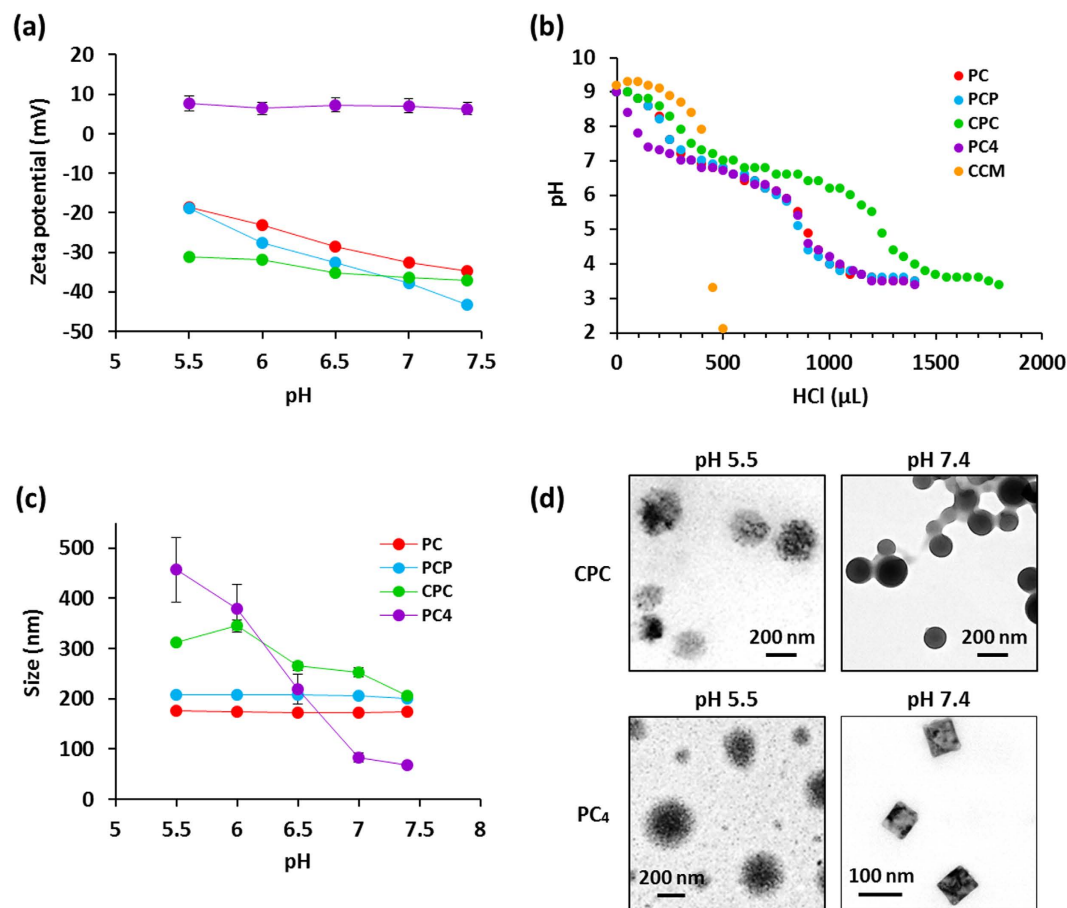 (a)
20
10
0
-10
-20
-30
-40
-50
Zeta potential (mV)
5 5.5 6 6.5 7 7.5
pH
(b)
10
9
8
7
6
5
4
3
2
pH
PC
PCP
CPC
PC4
CCM
0 500 1000 1500 2000
HCl (µL)
(c)
500
400
300
200
100
0
Size (nm)
PC
PCP
CPC
PC4
5 5.5 6 6.5 7 7.5 8
pH
(d)
pH 5.5 pH 7.4
CPC
200 nm 200 nm
pH 5.5 pH 7.4
PC₄
200 nm 100 nm